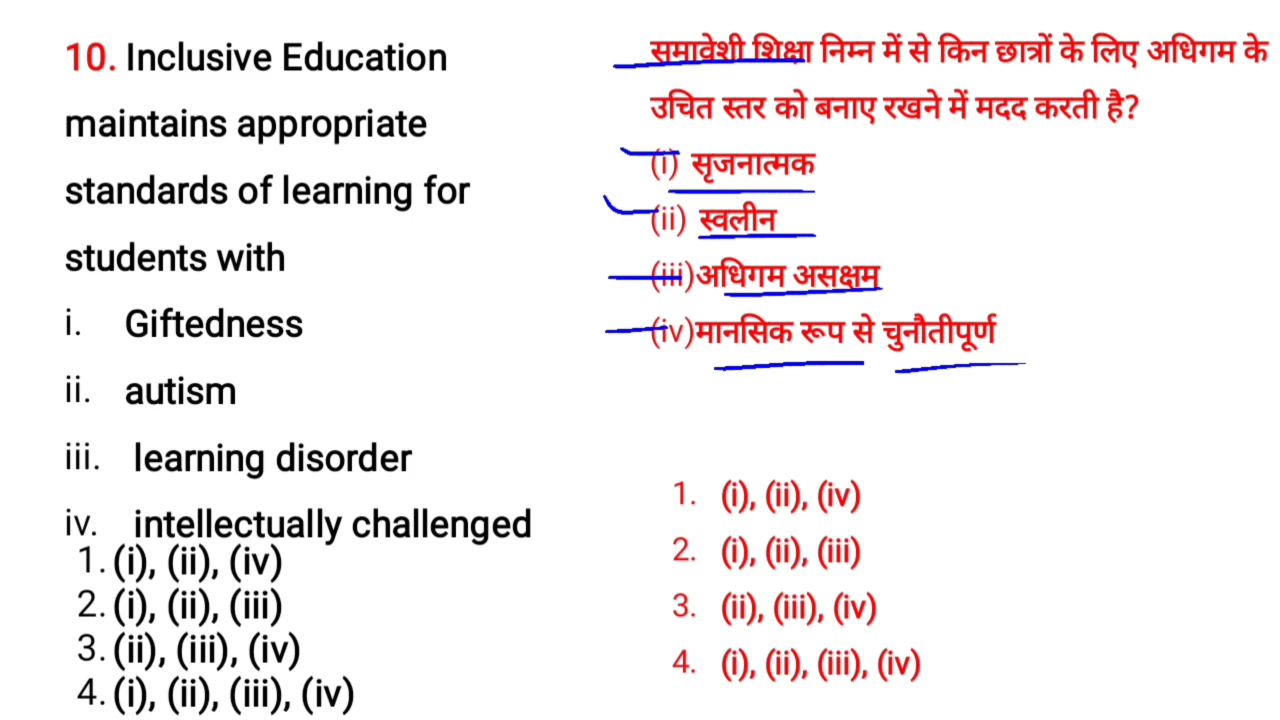 10. Inclusive Education
maintains appropriate
standards of learning for
students with
i. Giftedness
ii. autism
iii. learning disorder
iv. intellectually challenged
1. (i), (ii), (iv)
2. (i), (ii), (iii)
3. (ii), (iii), (iv)
4. (i), (ii), (iii), (iv)
समावेशी शिक्षा निम्न में से किन छात्रों के लिए अधिगम के
उचित स्तर को बनाए रखने में मदद करती है?
(i) सृजनात्मक
(ii) स्वलीन
(iii)अधिगम असक्षम
(iv)मानसिक रूप से चुनौतीपूर्ण
1. (i), (ii), (iv)
2. (i), (ii), (iii)
3. (ii), (iii), (iv)
4. (i), (ii), (iii), (iv)